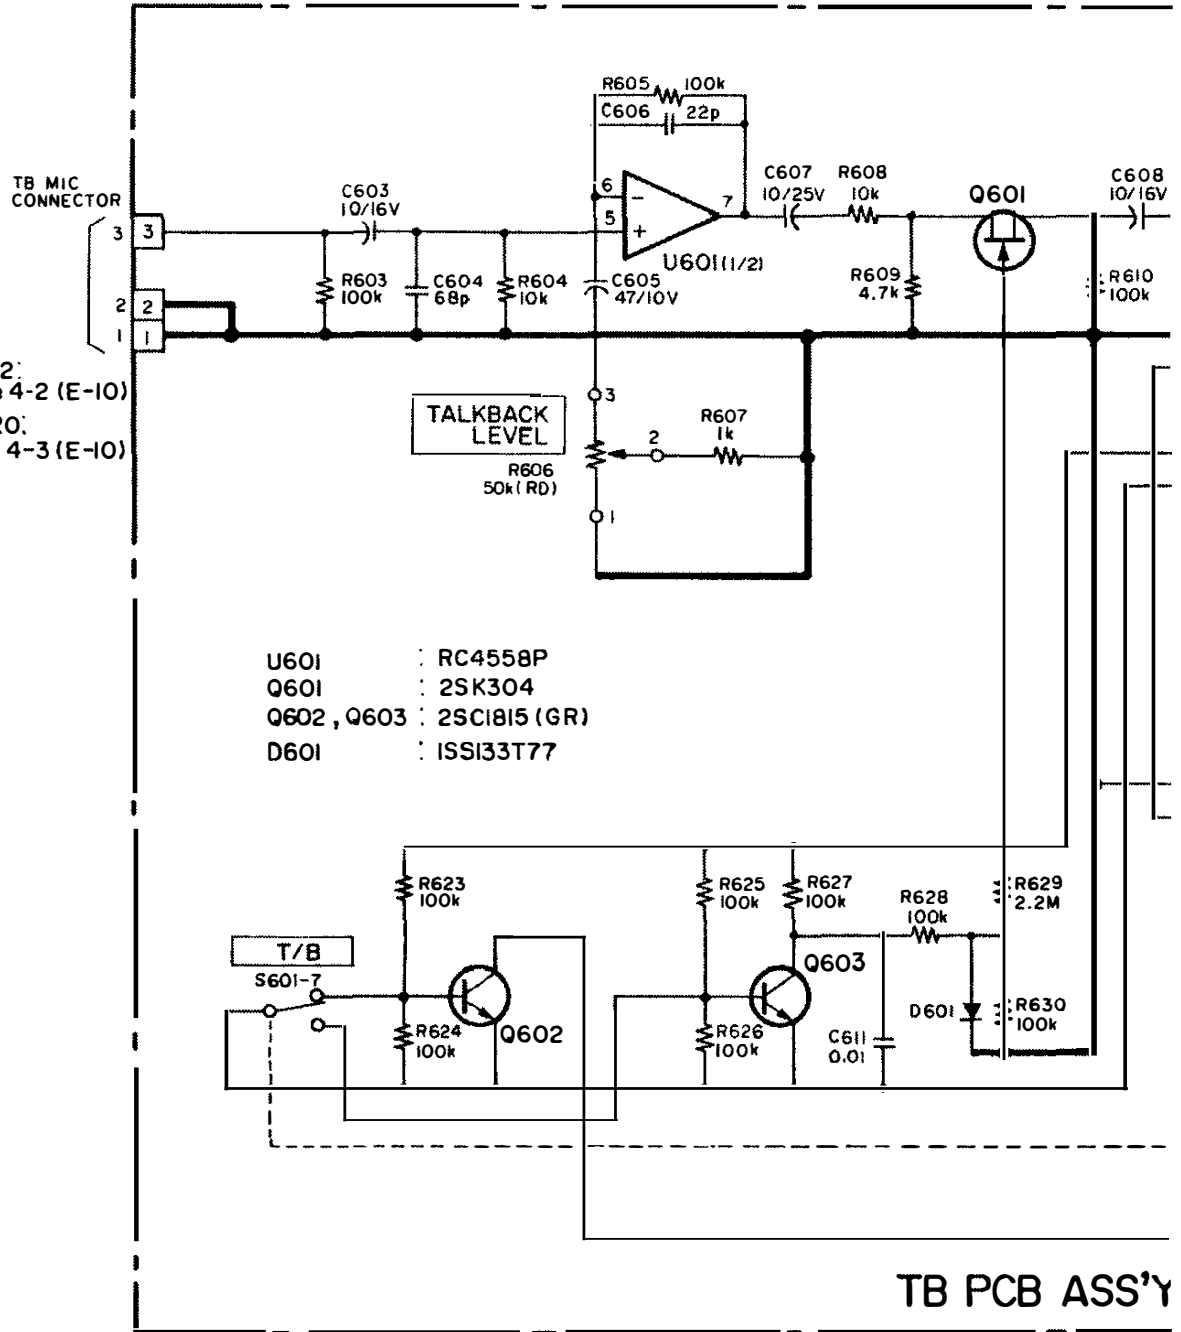 R605 100k
C606 22p
TB MIC
CONNECTOR
C603
10/16V
6
5
7
U601(1/2)
C607
10/25V
R608
10k
Q601
C608
10/16V
3 3
2 2
1 1
R603
100k
C604
68p
R604
10k
C605
47/10V
R609
4.7k
R610
100k
4-2 (E-10)
4-3 (E-10)
TALKBACK
LEVEL
3
2
1
R606
50k(RD)
R607
1k
U601 : RC4558P
Q601 : 2SK304
Q602, Q603 : 2SC1815 (GR)
D601 : ISS133T77
R623
100k
R625
100k
R627
100k
R628
100k
R629
2.2M
T/B
S601-7
Q602
Q603
R624
100k
R626
100k
C611
0.01
D601
R630
100k
TB PCB ASS'Y